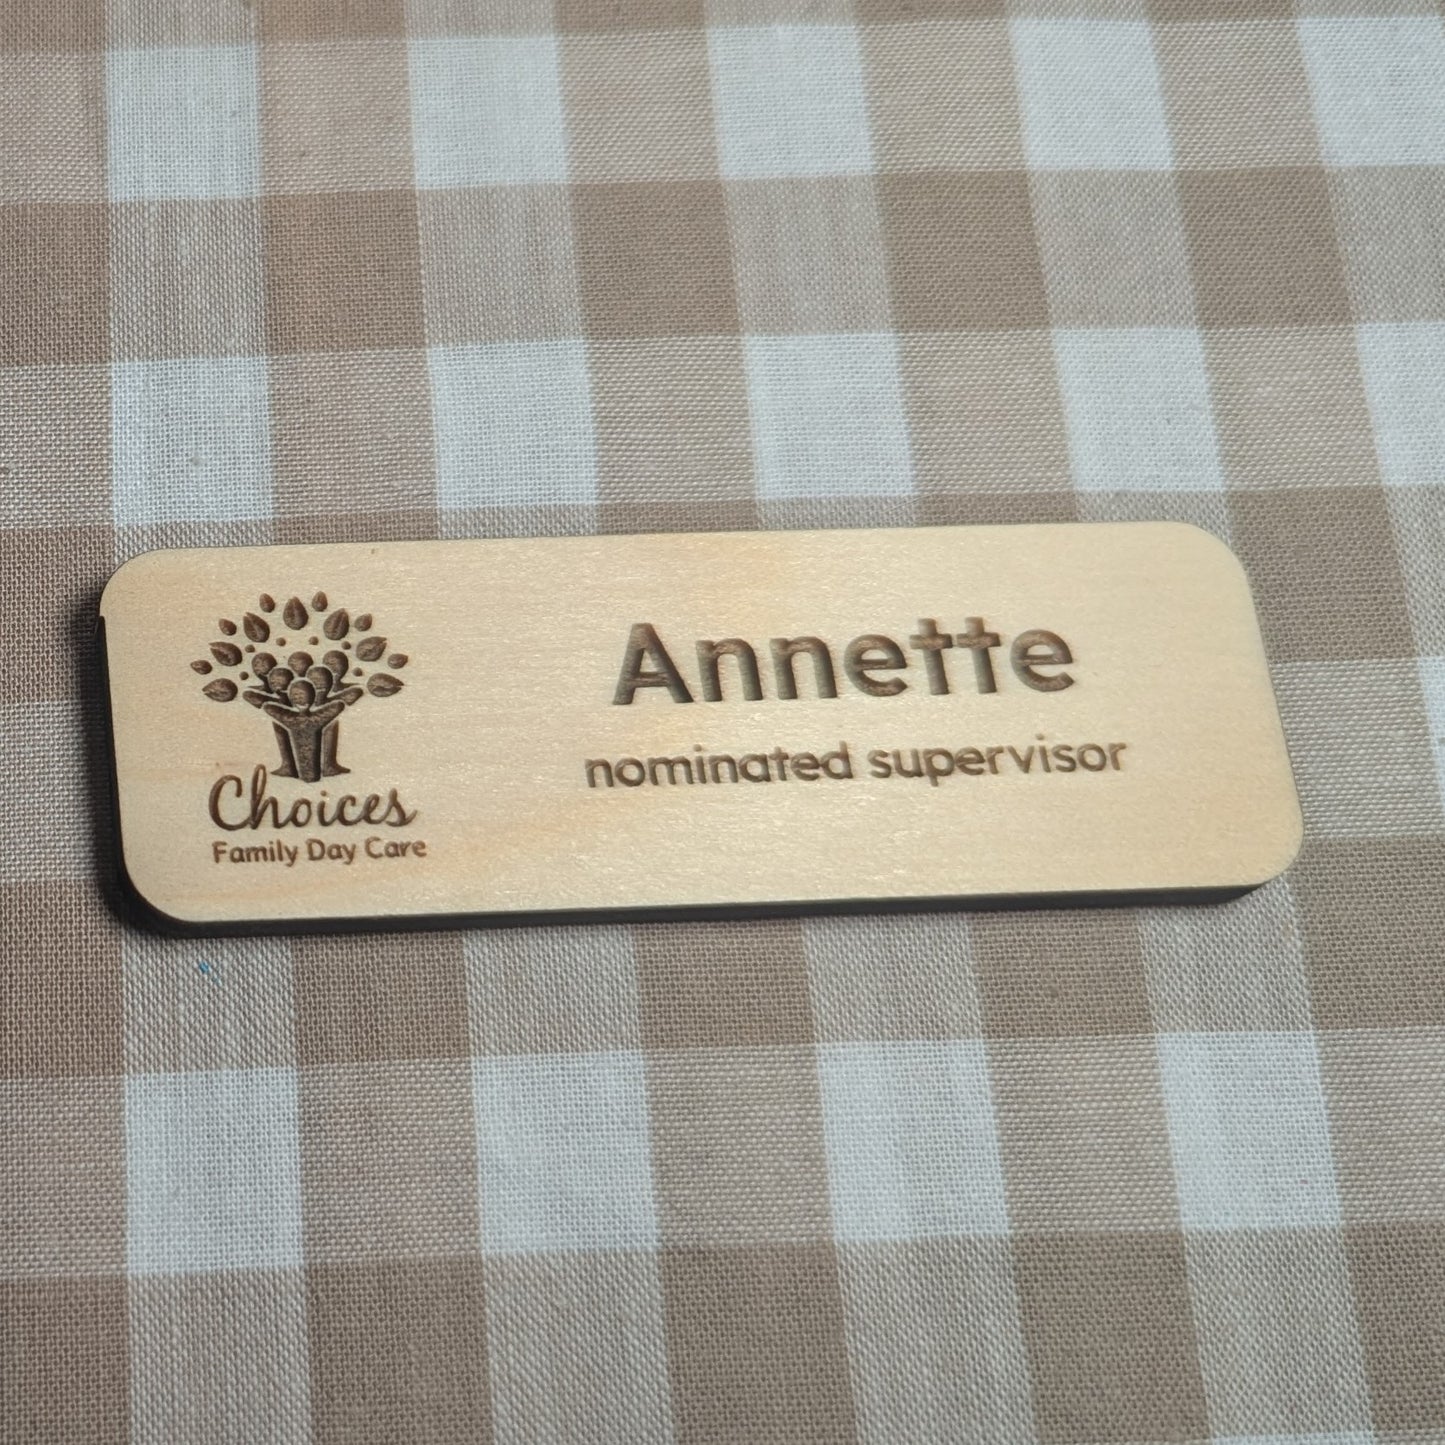 Annette
nominated supervisor
Choices
Family Day Care